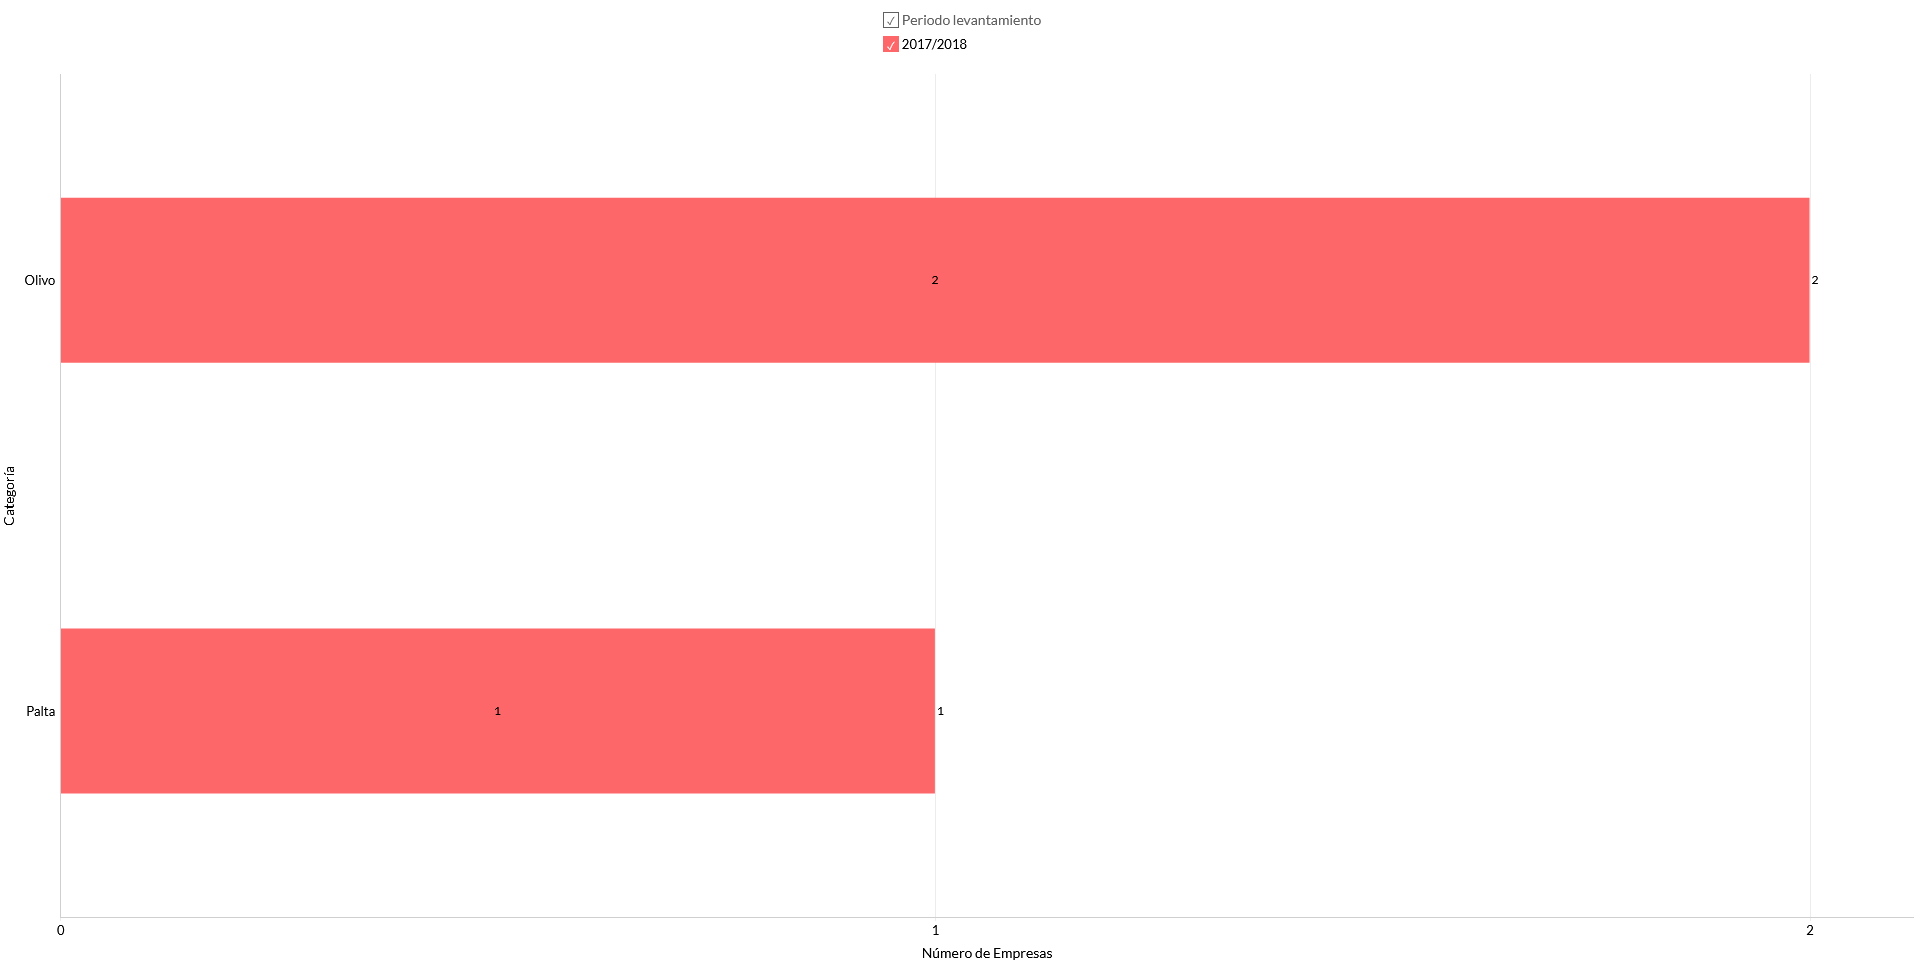 Periodo levantamiento
2017/2018
Olivo
2
2
Categoría
Palta
1
1
0
1
2
Número de Empresas